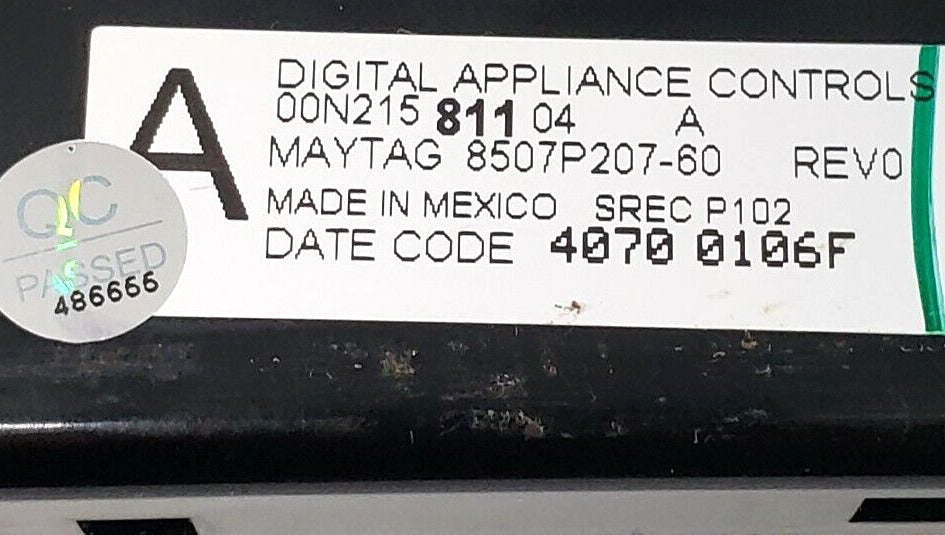 A
DIGITAL APPLIANCE CONTROLS
00N215 811 04 A
MAYTAG 8507P207-60 REV0
MADE IN MEXICO SREC P102
DATE CODE 4070 0106F
QC
PASSED
486666